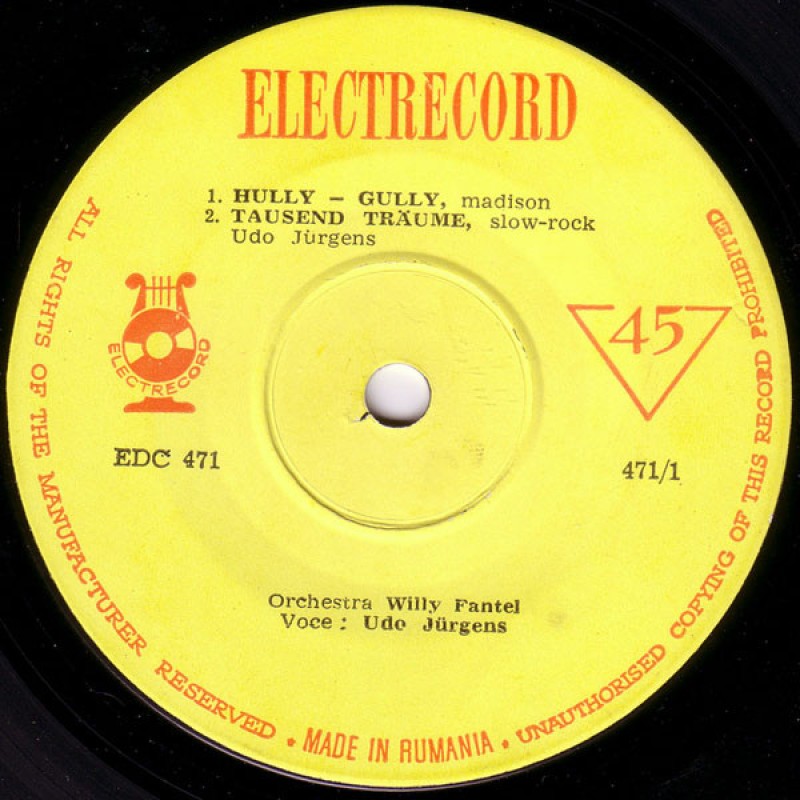 ELECTRECORD
1. HULLY – GULLY, madison
2. TAUSEND TRÄUME, slow-rock
Udo Jürgens
ELECTRECORD
45
EDC 471
471/1
Orchestra Willy Fantel
Voce : Udo Jürgens
ALL RIGHTS OF THE MANUFACTURER RESERVED • MADE IN RUMANIA • UNAUTHORISED COPYING OF THIS RECORD PROHIBITED